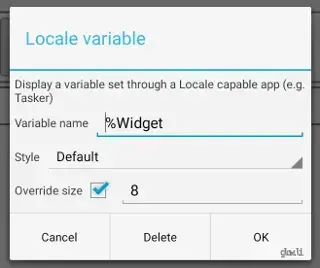 Locale variable
Display a variable set through a Locale capable app (e.g.
Tasker)
Variable name %Widget
Style Default
Override size 8
Cancel Delete OK